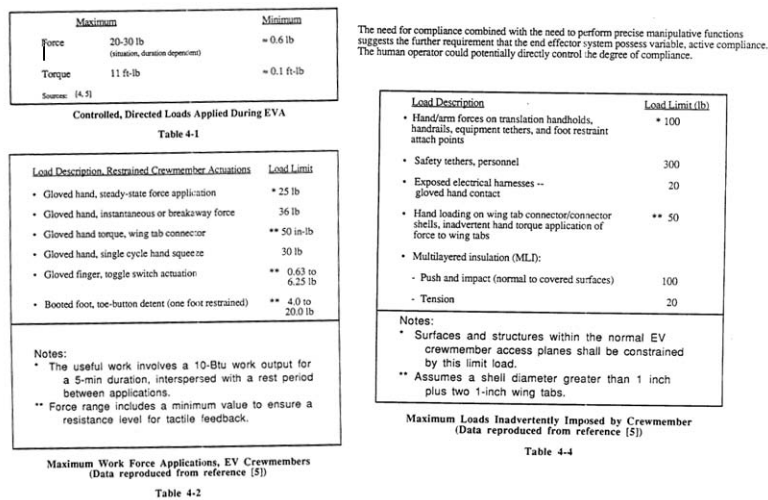 Maximum Minimum
Force 20-30 lb ≈ 0.6 lb
(situation, duration dependent)
Torque 11 ft-lb ≈ 0.1 ft-lb
Sources: [4, 5]
Controlled, Directed Loads Applied During EVA
Table 4-1
Load Description, Restrained Crewmember Actuations Load Limit
• Gloved hand, steady-state force application * 25 lb
• Gloved hand, instantaneous or breakaway force 36 lb
• Gloved hand torque, wing tab connector ** 50 in-lb
• Gloved hand, single cycle hand squeeze 30 lb
• Gloved finger, toggle switch actuation ** 0.63 to
6.25 lb
• Booted foot, toe-button detent (one foot restrained) ** 4.0 to
20.0 lb
Notes:
* The useful work involves a 10-Btu work output for
a 5-min duration, interspersed with a rest period
between applications.
** Force range includes a minimum value to ensure a
resistance level for tactile feedback.
Maximum Work Force Applications, EV Crewmembers
(Data reproduced from reference [5])
Table 4-2
The need for compliance combined with the need to perform precise manipulative functions
suggests the further requirement that the end effector system possess variable, active compliance.
The human operator could potentially directly control the degree of compliance.
Load Description Load Limit (lb)
• Hand/arm forces on translation handholds, * 100
handrails, equipment tethers, and foot restraint
attach points
• Safety tethers, personnel 300
• Exposed electrical harnesses -- 20
gloved hand contact
• Hand loading on wing tab connector/connector ** 50
shells, inadvertent hand torque application of
force to wing tabs
• Multilayered insulation (MLI):
- Push and impact (normal to covered surfaces) 100
- Tension 20
Notes:
* Surfaces and structures within the normal EV
crewmember access planes shall be constrained
by this limit load.
** Assumes a shell diameter greater than 1 inch
plus two 1-inch wing tabs.
Maximum Loads Inadvertently Imposed by Crewmember
(Data reproduced from reference [5])
Table 4-4